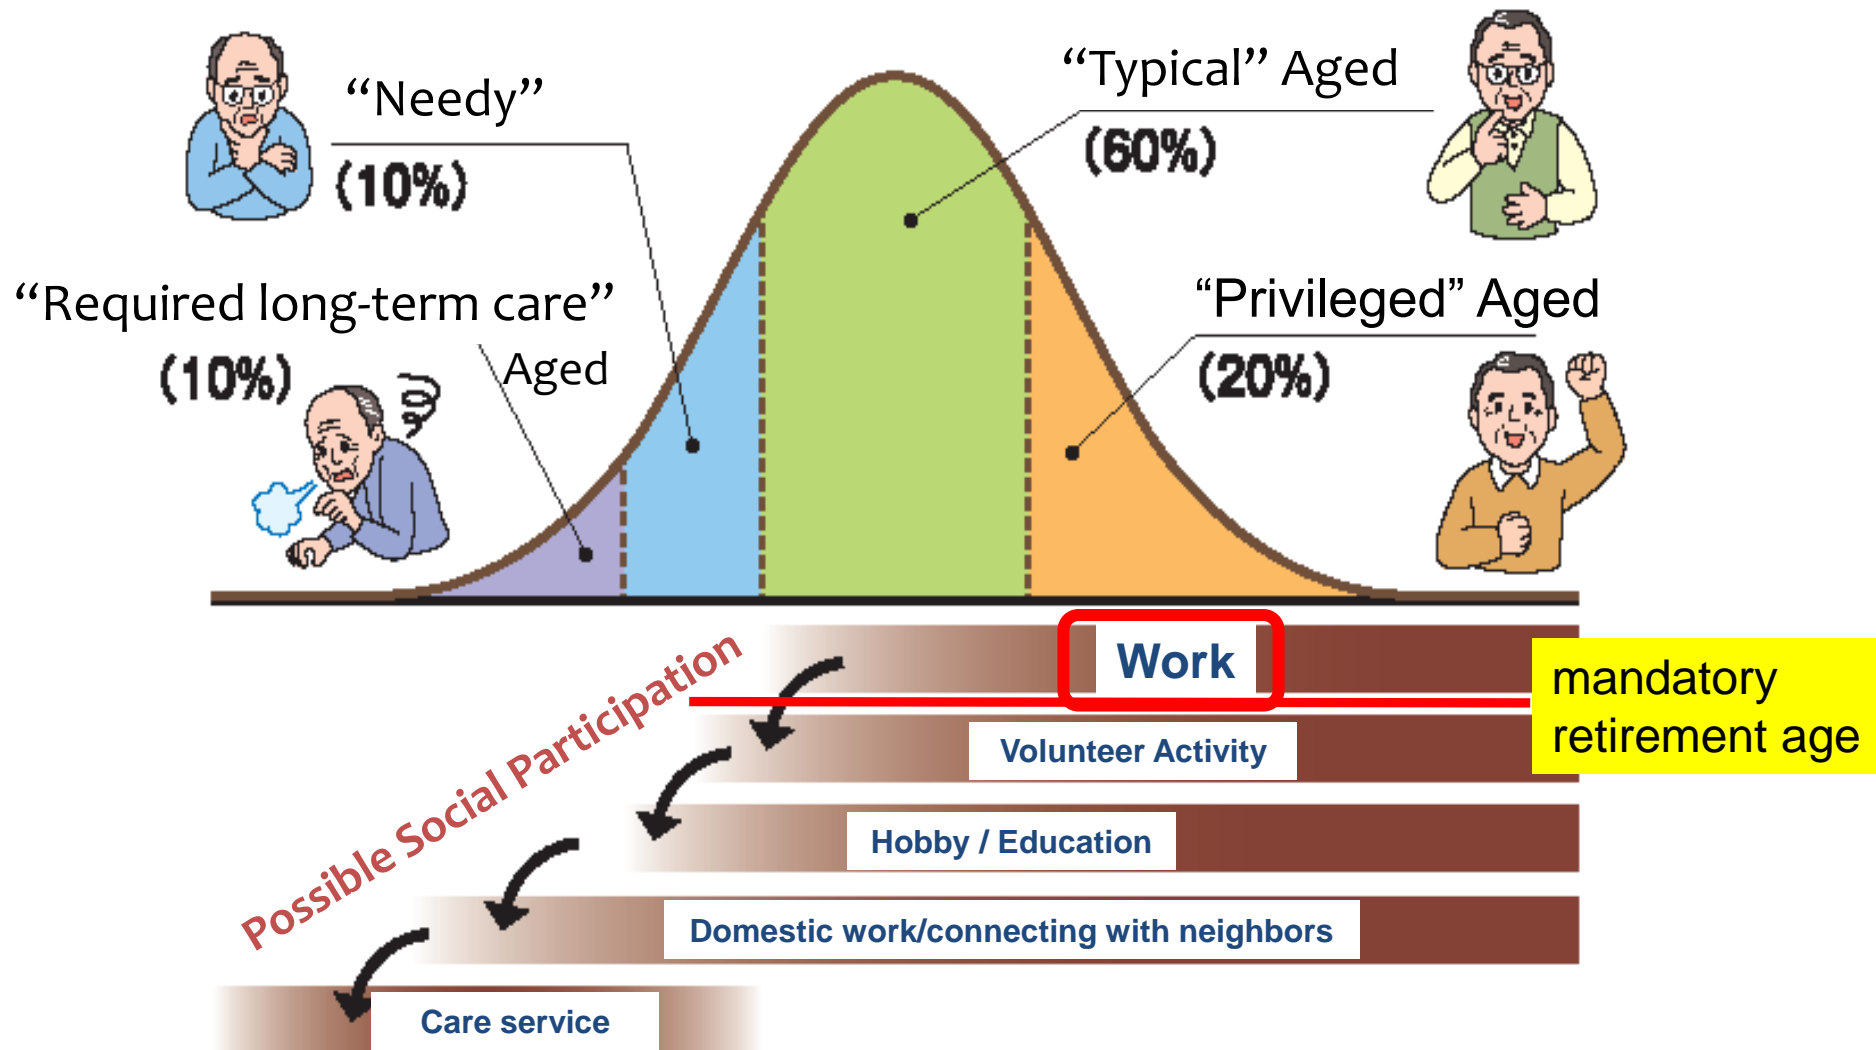 “Needy”
(10%)
“Typical” Aged
(60%)
“Required long-term care”
Aged
(10%)
“Privileged” Aged
(20%)
Possible Social Participation
Work
mandatory
retirement age
Volunteer Activity
Hobby / Education
Domestic work/connecting with neighbors
Care service